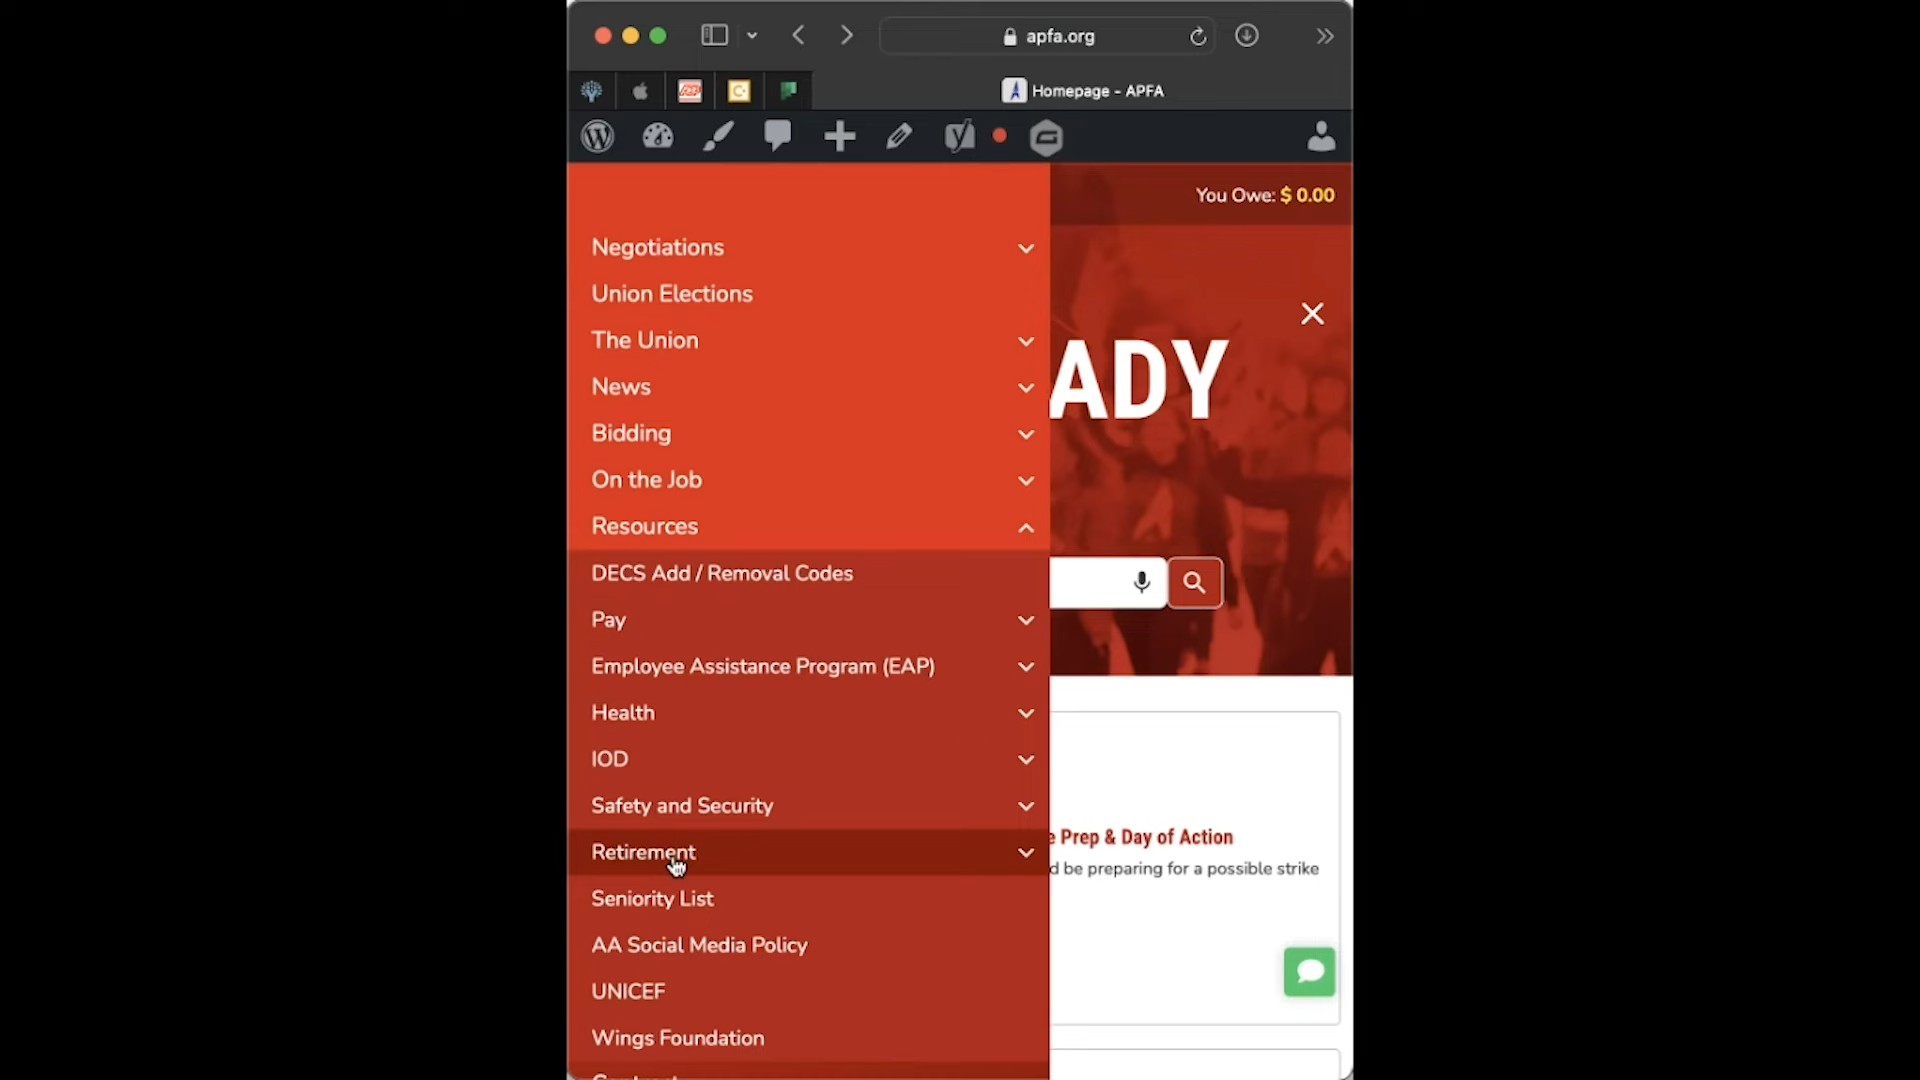 apfa.org
Homepage - APFA
You Owe: $ 0.00
Negotiations
Union Elections
The Union
News
Bidding
On the Job
Resources
DECS Add / Removal Codes
Pay
Employee Assistance Program (EAP)
Health
IOD
Safety and Security
Retirement
Seniority List
AA Social Media Policy
UNICEF
Wings Foundation
ADY
e Prep & Day of Action
d be preparing for a possible strike